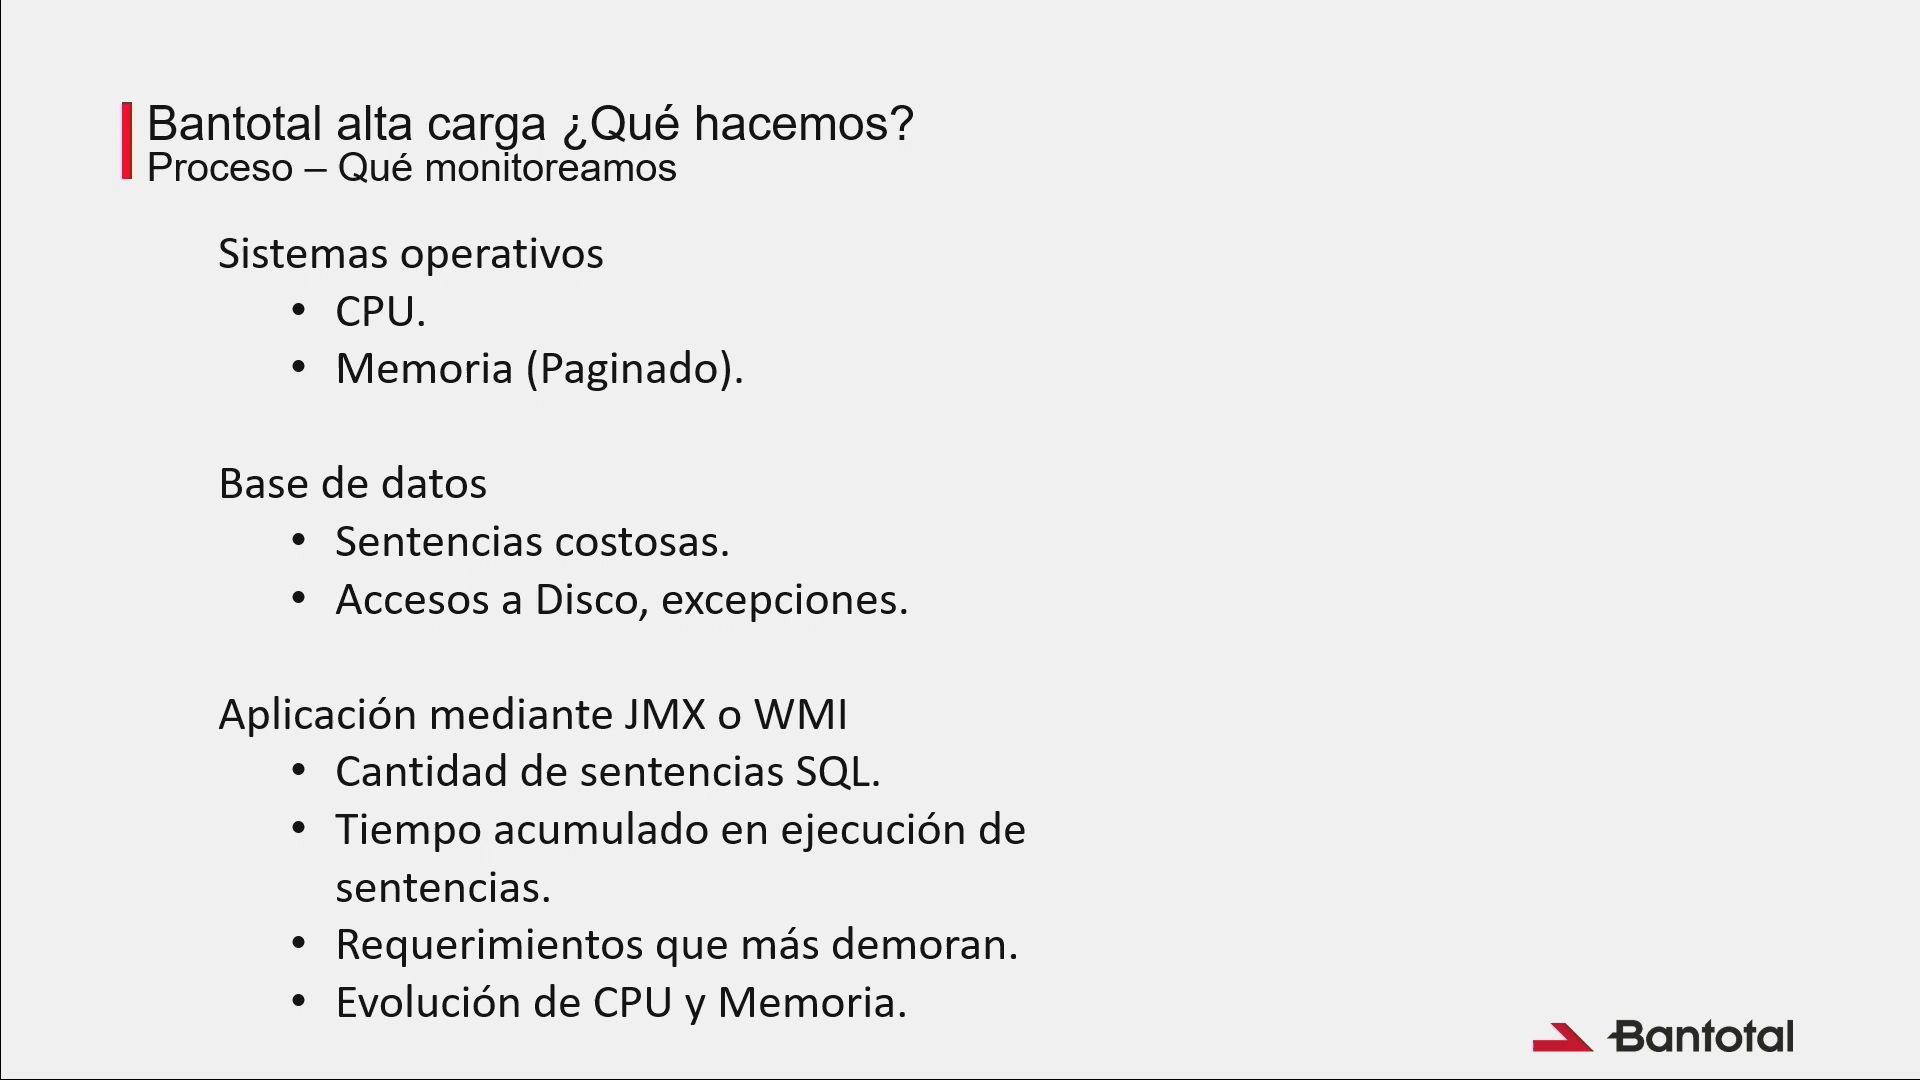 Bantotal alta carga ¿Qué hacemos?
Proceso – Qué monitoreamos
Sistemas operativos
• CPU.
• Memoria (Paginado).
Base de datos
• Sentencias costosas.
• Accesos a Disco, excepciones.
Aplicación mediante JMX o WMI
• Cantidad de sentencias SQL.
• Tiempo acumulado en ejecución de
sentencias.
• Requerimientos que más demoran.
• Evolución de CPU y Memoria.
Bantotal